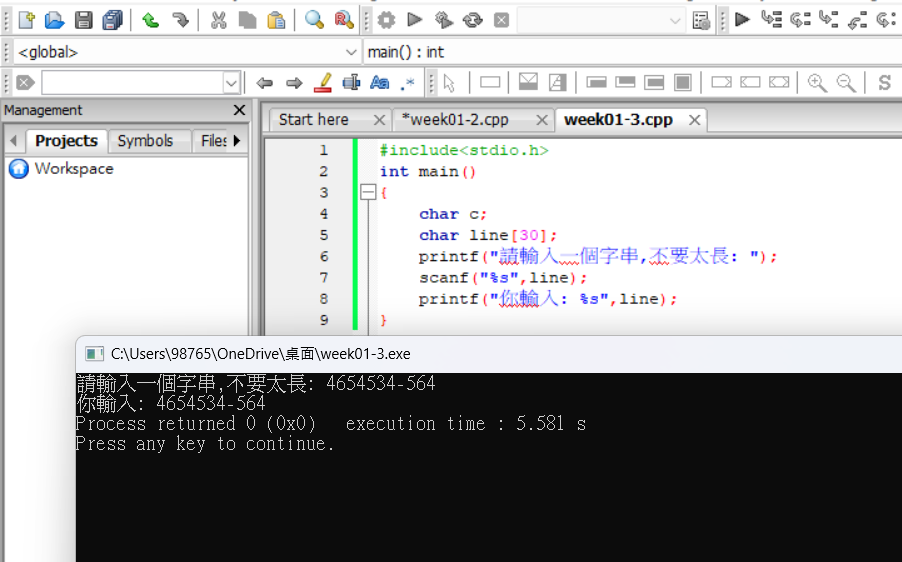 <global>
main() : int
Management
Start here
*week01-2.cpp
week01-3.cpp
Projects
Symbols
Files
Workspace
1 #include<stdio.h>
2 int main()
3 {
4 char c;
5 char line[30];
6 printf("請輸入一個字串,不要太長: ");
7 scanf("%s",line);
8 printf("你輸入: %s",line);
9 }
C:\Users\98765\OneDrive\桌面\week01-3.exe
請輸入一個字串,不要太長: 4654534-564
你輸入: 4654534-564
Process returned 0 (0x0) execution time : 5.581 s
Press any key to continue.